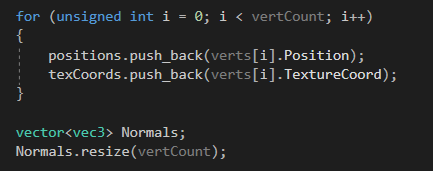 for (unsigned int i = 0; i < vertCount; i++)
{
positions.push_back(verts[i].Position);
texCoords.push_back(verts[i].TextureCoord);
}
vector<vec3> Normals;
Normals.resize(vertCount);